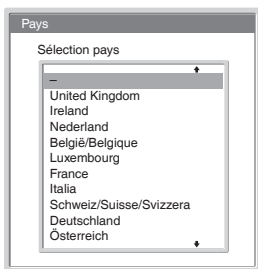 Pays
Sélection pays
–
United Kingdom
Ireland
Nederland
België/Belgique
Luxembourg
France
Italia
Schweiz/Suisse/Svizzera
Deutschland
Österreich